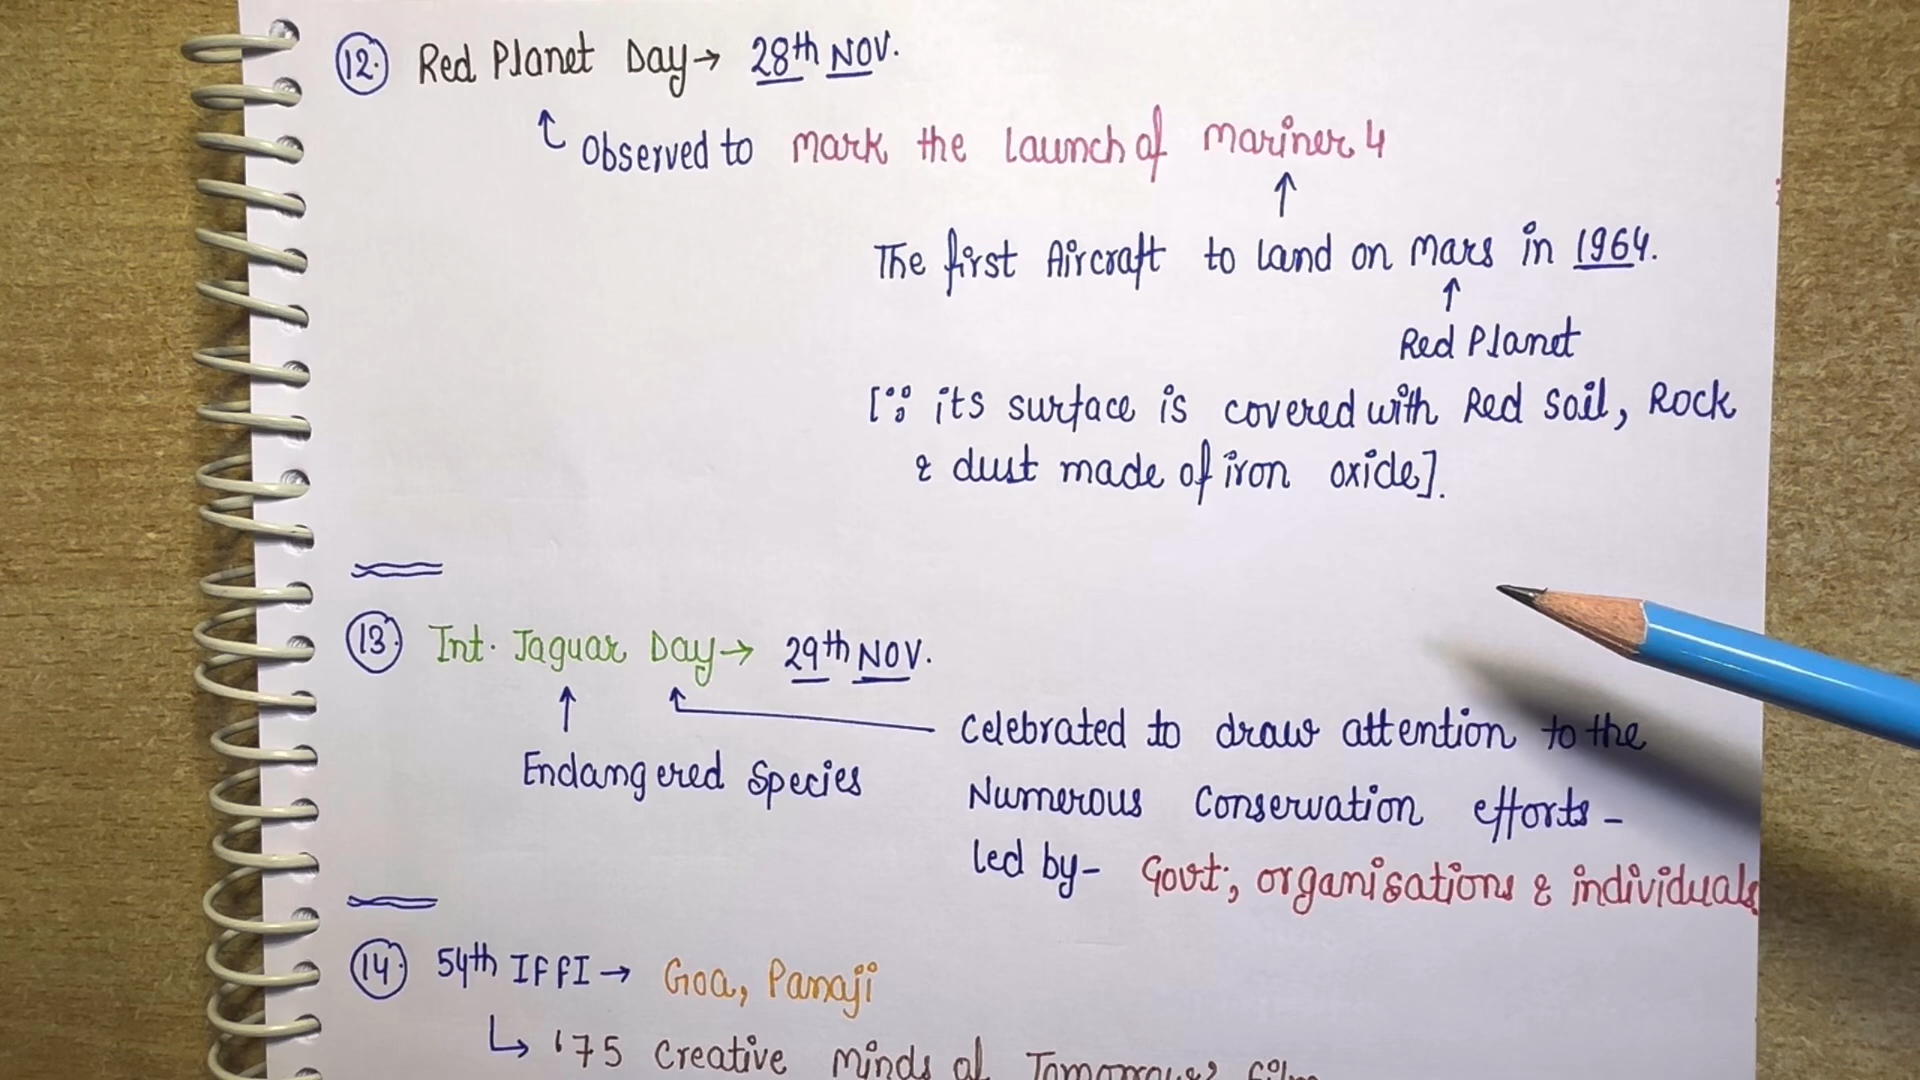 12. Red Planet Day → 28th NOV.
Observed to mark the launch of Mariner 4
The first Aircraft to land on Mars in 1964.
Red Planet
[∵ its surface is covered with Red Soil, Rock
& dust made of iron oxide].
13. Int. Jaguar Day → 29th NOV.
Endangered Species
Celebrated to draw attention to the
Numerous Conservation efforts -
led by - Govt., organisations & individuals
14. 54th IFFI → Goa, Panaji
↳ '75 Creative Minds of Tomorrow'